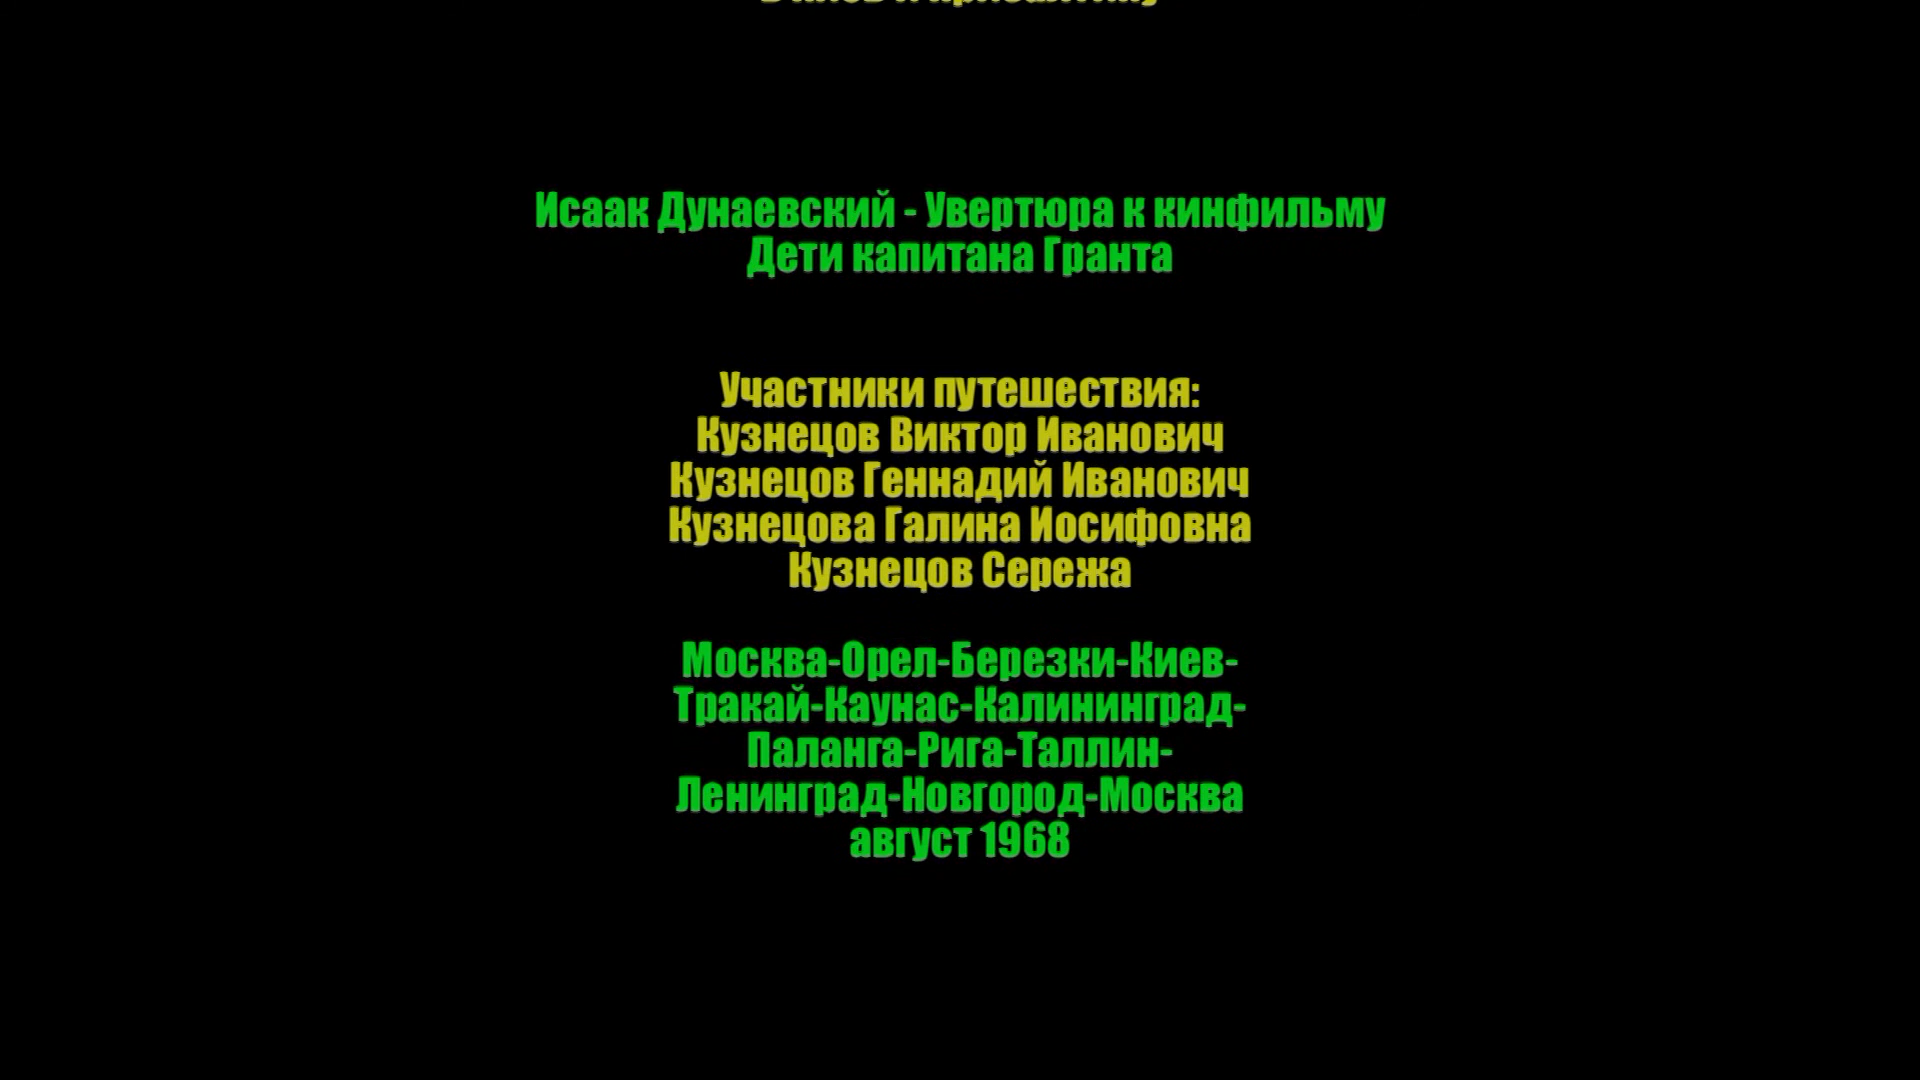 Исаак Дунаевский - Увертюра к кинфильму
Дети капитана Гранта
Участники путешествия:
Кузнецов Виктор Иванович
Кузнецов Геннадий Иванович
Кузнецова Галина Иосифовна
Кузнецов Сережа
Москва-Орел-Березки-Киев-
Тракай-Каунас-Калининград-
Паланга-Рига-Таллин-
Ленинград-Новгород-Москва
август 1968